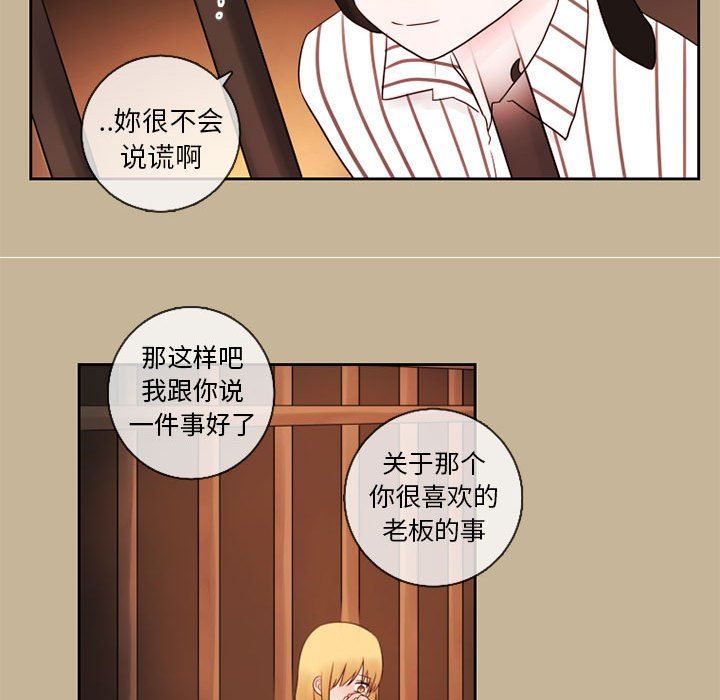 ..妳很不会
说谎啊
那这样吧
我跟你说
一件事好了
关于那个
你很喜欢的
老板的事